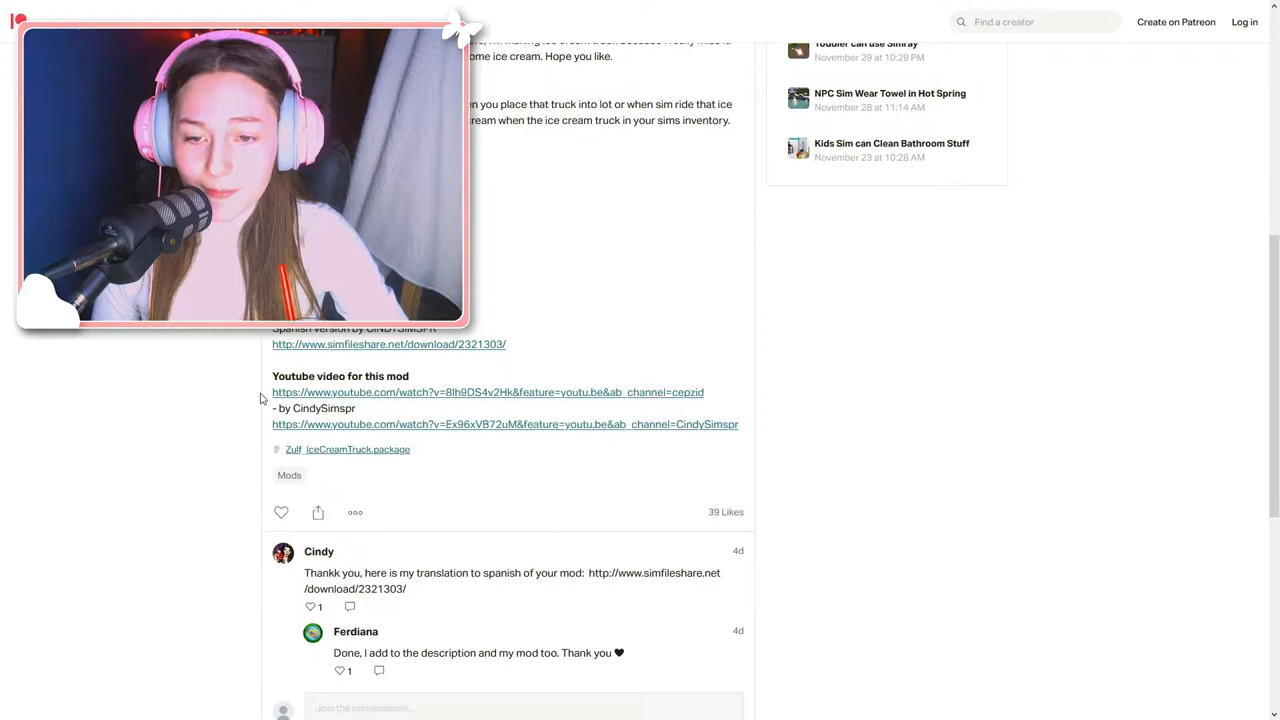 Find a creator
Create on Patreon
Log in
ome ice cream. Hope you like.
n you place that truck into lot or when sim ride that ice
ream when the ice cream truck in your sims inventory.
Toddler can use Simray
November 29 at 10:29 PM
NPC Sim Wear Towel in Hot Spring
November 28 at 11:14 AM
Kids Sim can Clean Bathroom Stuff
November 23 at 10:28 AM
Spanish version by CINDYSIMSPR
http://www.simfileshare.net/download/2321303/
Youtube video for this mod
https://www.youtube.com/watch?v=8Ih9DS4v2Hk&feature=youtu.be&ab_channel=cepzid
- by CindySimspr
https://www.youtube.com/watch?v=Ex96xVB72uM&feature=youtu.be&ab_channel=CindySimspr
Zulf_IceCreamTruck.package
Mods
39 Likes
Cindy
4d
Thankk you, here is my translation to spanish of your mod: http://www.simfileshare.net
/download/2321303/
1
Ferdiana
4d
Done, I add to the description and my mod too. Thank you ♥
1
Join the conversation...